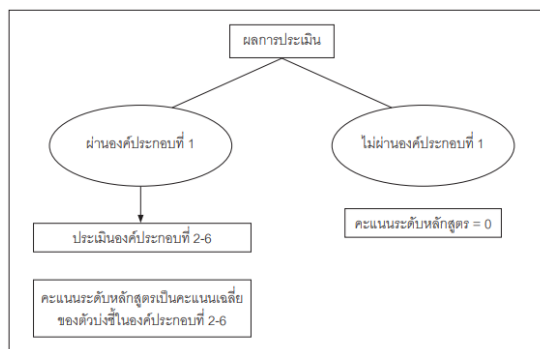 ผลการประเมิน
ผ่านองค์ประกอบที่ 1
ไม่ผ่านองค์ประกอบที่ 1
ประเมินองค์ประกอบที่ 2-6
คะแนนระดับหลักสูตร = 0
คะแนนระดับหลักสูตรเป็นคะแนนเฉลี่ย
ของตัวบ่งชี้ในองค์ประกอบที่ 2-6